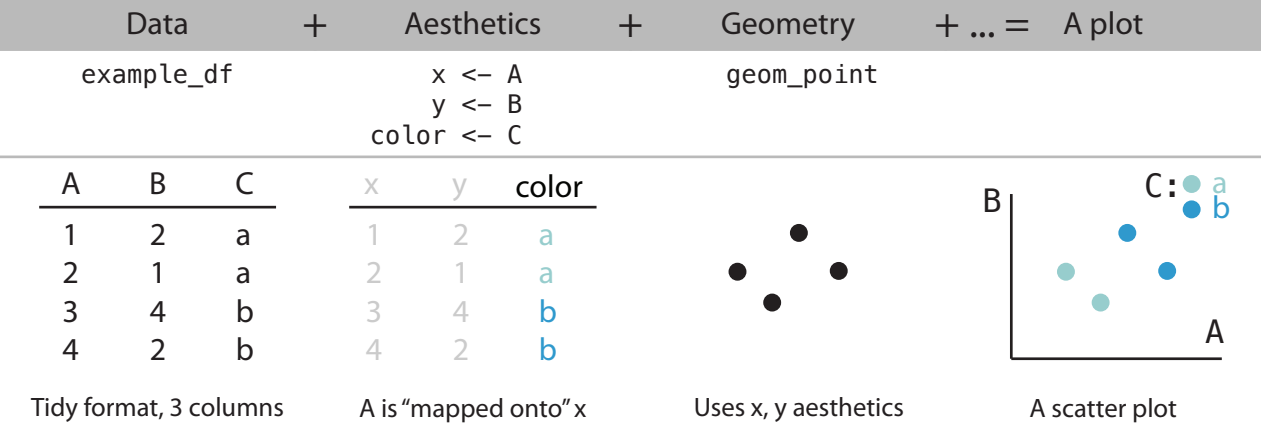 Data + Aesthetics + Geometry + ... = A plot
example_df
x <- A
y <- B
color <- C
geom_point
A B C
1 2 a
2 1 a
3 4 b
4 2 b
x y color
1 2 a
2 1 a
3 4 b
4 2 b
B
C: a
b
A
Tidy format, 3 columns
A is “mapped onto” x
Uses x, y aesthetics
A scatter plot